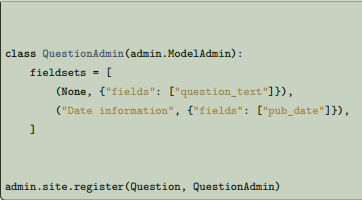 class QuestionAdmin(admin.ModelAdmin):
    fieldsets = [
        (None, {"fields": ["question_text"]}),
        ("Date information", {"fields": ["pub_date"]}),
    ]
admin.site.register(Question, QuestionAdmin)